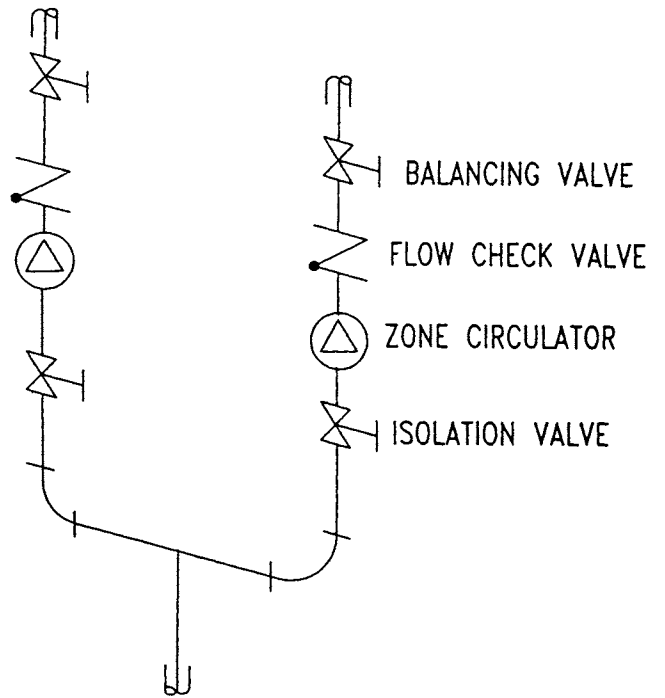 BALANCING VALVE
FLOW CHECK VALVE
ZONE CIRCULATOR
ISOLATION VALVE